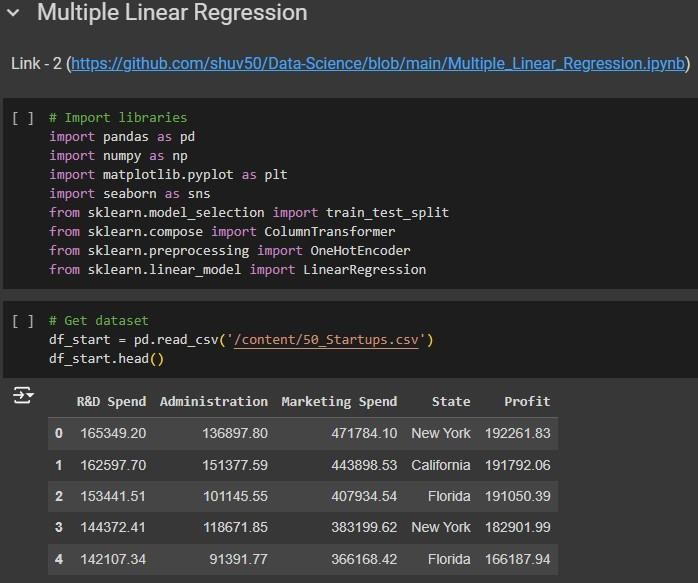 Multiple Linear Regression
Link - 2 (https://github.com/shuv50/Data-Science/blob/main/Multiple_Linear_Regression.ipynb)
[ ] # Import libraries
import pandas as pd
import numpy as np
import matplotlib.pyplot as plt
import seaborn as sns
from sklearn.model_selection import train_test_split
from sklearn.compose import ColumnTransformer
from sklearn.preprocessing import OneHotEncoder
from sklearn.linear_model import LinearRegression
[ ] # Get dataset
df_start = pd.read_csv('/content/50_Startups.csv')
df_start.head()
R&D Spend Administration Marketing Spend State Profit
0 165349.20 136897.80 471784.10 New York 192261.83
1 162597.70 151377.59 443898.53 California 191792.06
2 153441.51 101145.55 407934.54 Florida 191050.39
3 144372.41 118671.85 383199.62 New York 182901.99
4 142107.34 91391.77 366168.42 Florida 166187.94